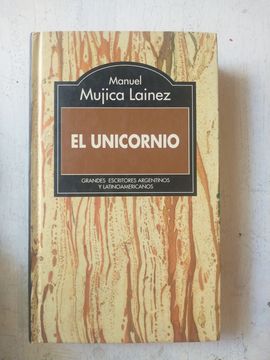 Manuel
Mujica Lainez
EL UNICORNIO
GRANDES ESCRITORES ARGENTINOS
Y LATINOAMERICANOS